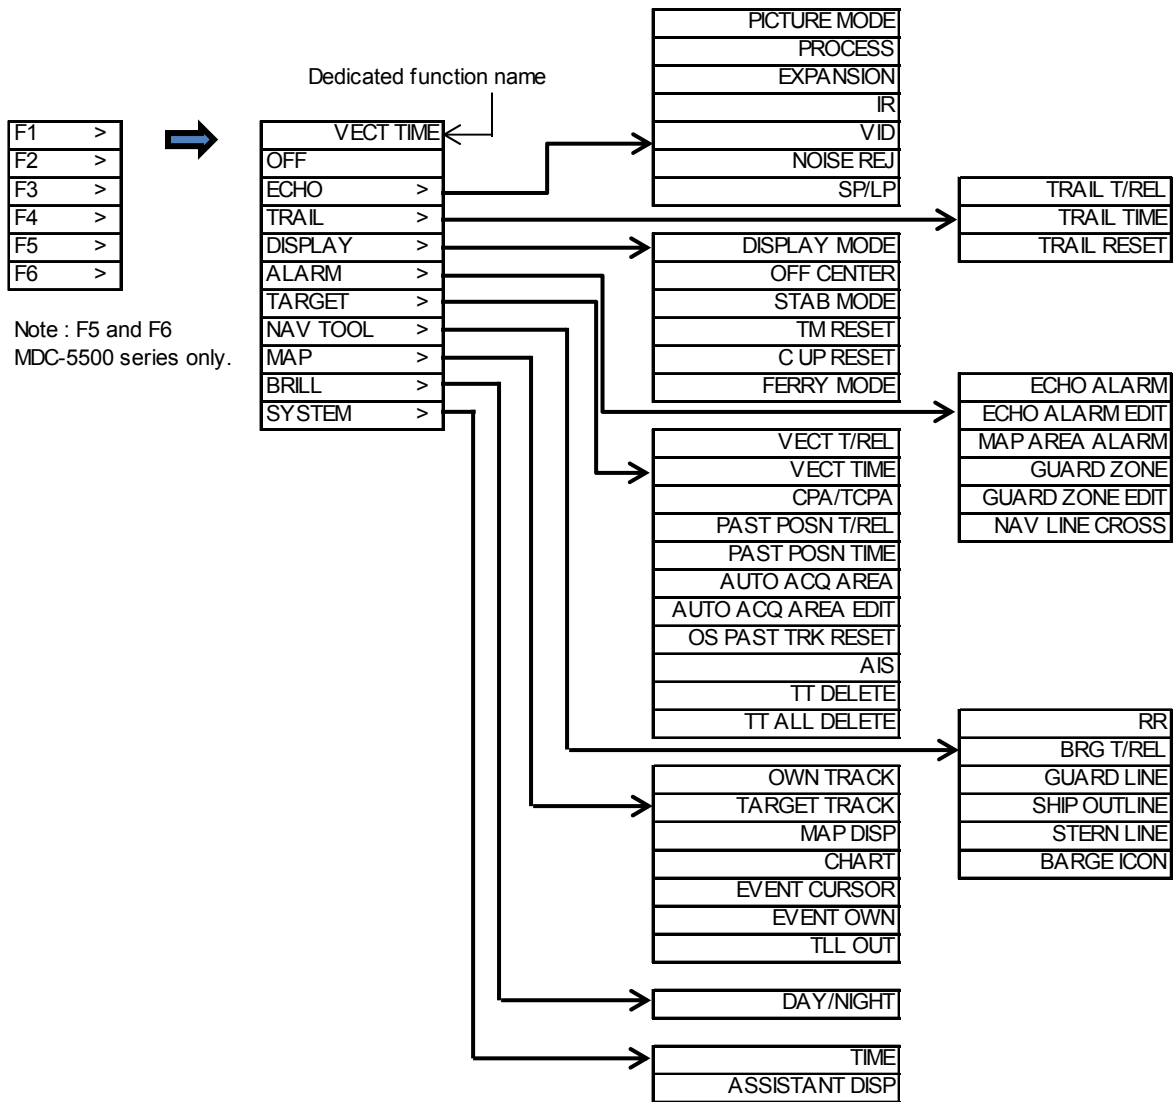 Dedicated function name
F1 >
F2 >
F3 >
F4 >
F5 >
F6 >
Note : F5 and F6
MDC-5500 series only.
VECT TIME
OFF
ECHO >
TRAIL >
DISPLAY >
ALARM >
TARGET >
NAV TOOL >
MAP >
BRILL >
SYSTEM >
PICTURE MODE
PROCESS
EXPANSION
IR
VID
NOISE REJ
SP/LP
TRAIL T/REL
TRAIL TIME
TRAIL RESET
DISPLAY MODE
OFF CENTER
STAB MODE
TM RESET
C UP RESET
FERRY MODE
ECHO ALARM
ECHO ALARM EDIT
MAP AREA ALARM
GUARD ZONE
GUARD ZONE EDIT
NAV LINE CROSS
VECT T/REL
VECT TIME
CPA/TCPA
PAST POSN T/REL
PAST POSN TIME
AUTO ACQ AREA
AUTO ACQ AREA EDIT
OS PAST TRK RESET
AIS
TT DELETE
TT ALL DELETE
RR
BRG T/REL
GUARD LINE
SHIP OUTLINE
STERN LINE
BARGE ICON
OWN TRACK
TARGET TRACK
MAP DISP
CHART
EVENT CURSOR
EVENT OWN
TLL OUT
DAY/NIGHT
TIME
ASSISTANT DISP